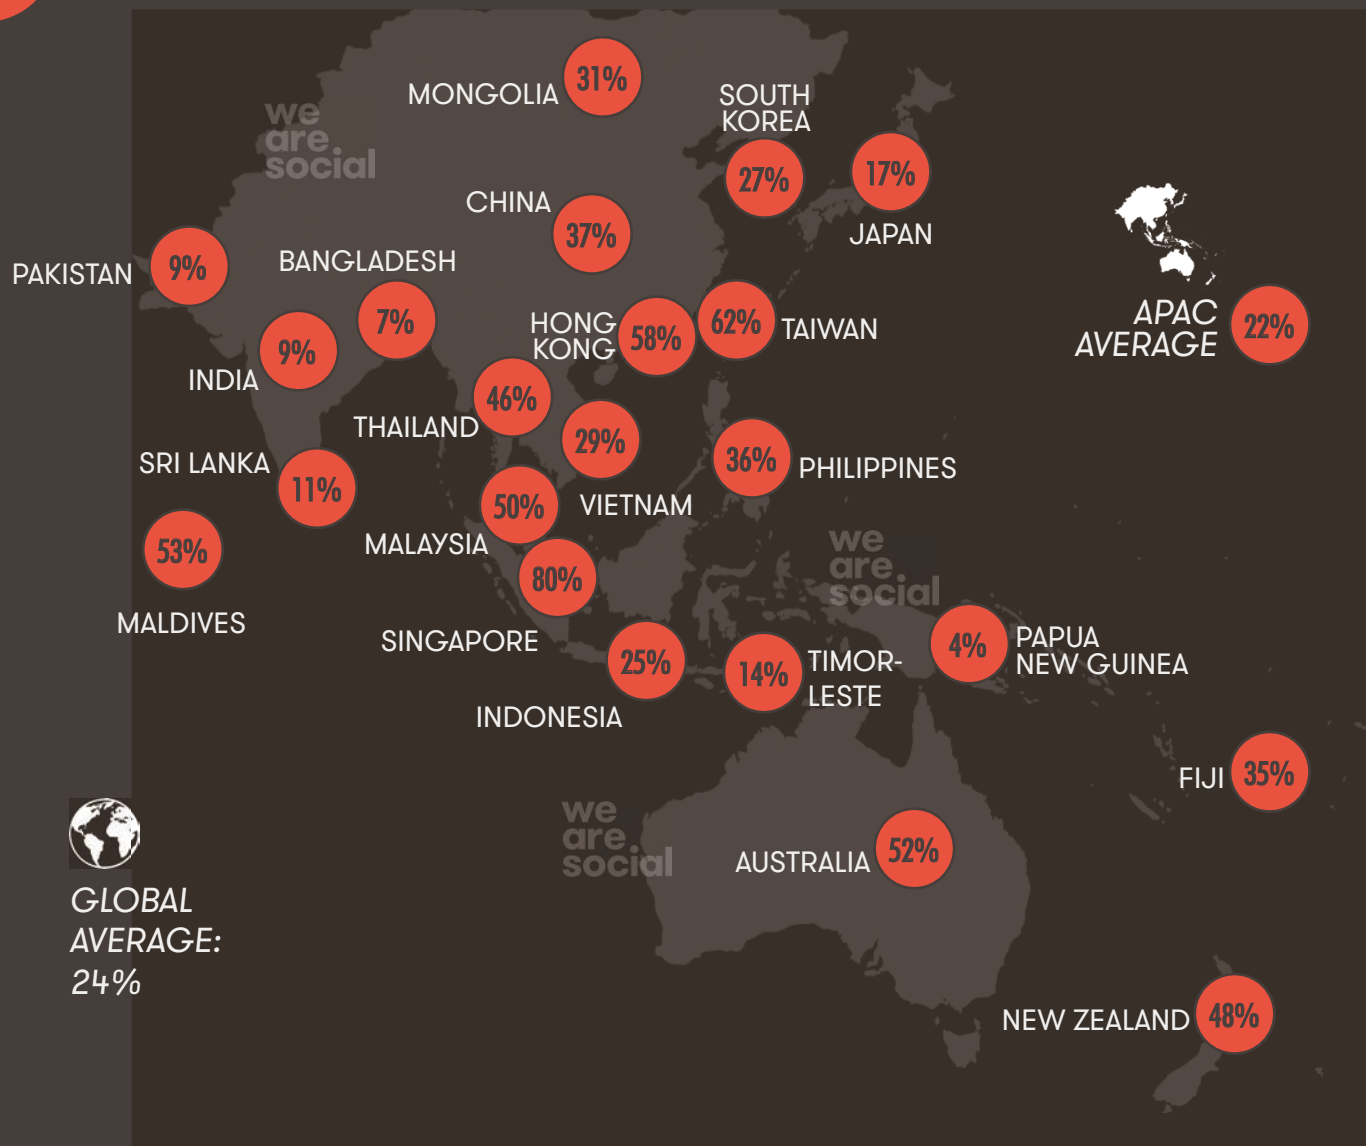 31%
MONGOLIA
SOUTH
KOREA
we
are
social
27%
17%
CHINA
37%
JAPAN
BANGLADESH
PAKISTAN
9%
7%
HONG
KONG
58%
62%
TAIWAN
APAC
AVERAGE
22%
9%
INDIA
46%
THAILAND
29%
36%
PHILIPPINES
SRI LANKA
11%
50%
VIETNAM
MALAYSIA
53%
80%
we
are
social
MALDIVES
SINGAPORE
25%
14%
TIMOR-
LESTE
4%
PAPUA
NEW GUINEA
INDONESIA
FIJI
35%
we
are
social
AUSTRALIA
52%
GLOBAL
AVERAGE:
24%
NEW ZEALAND
48%